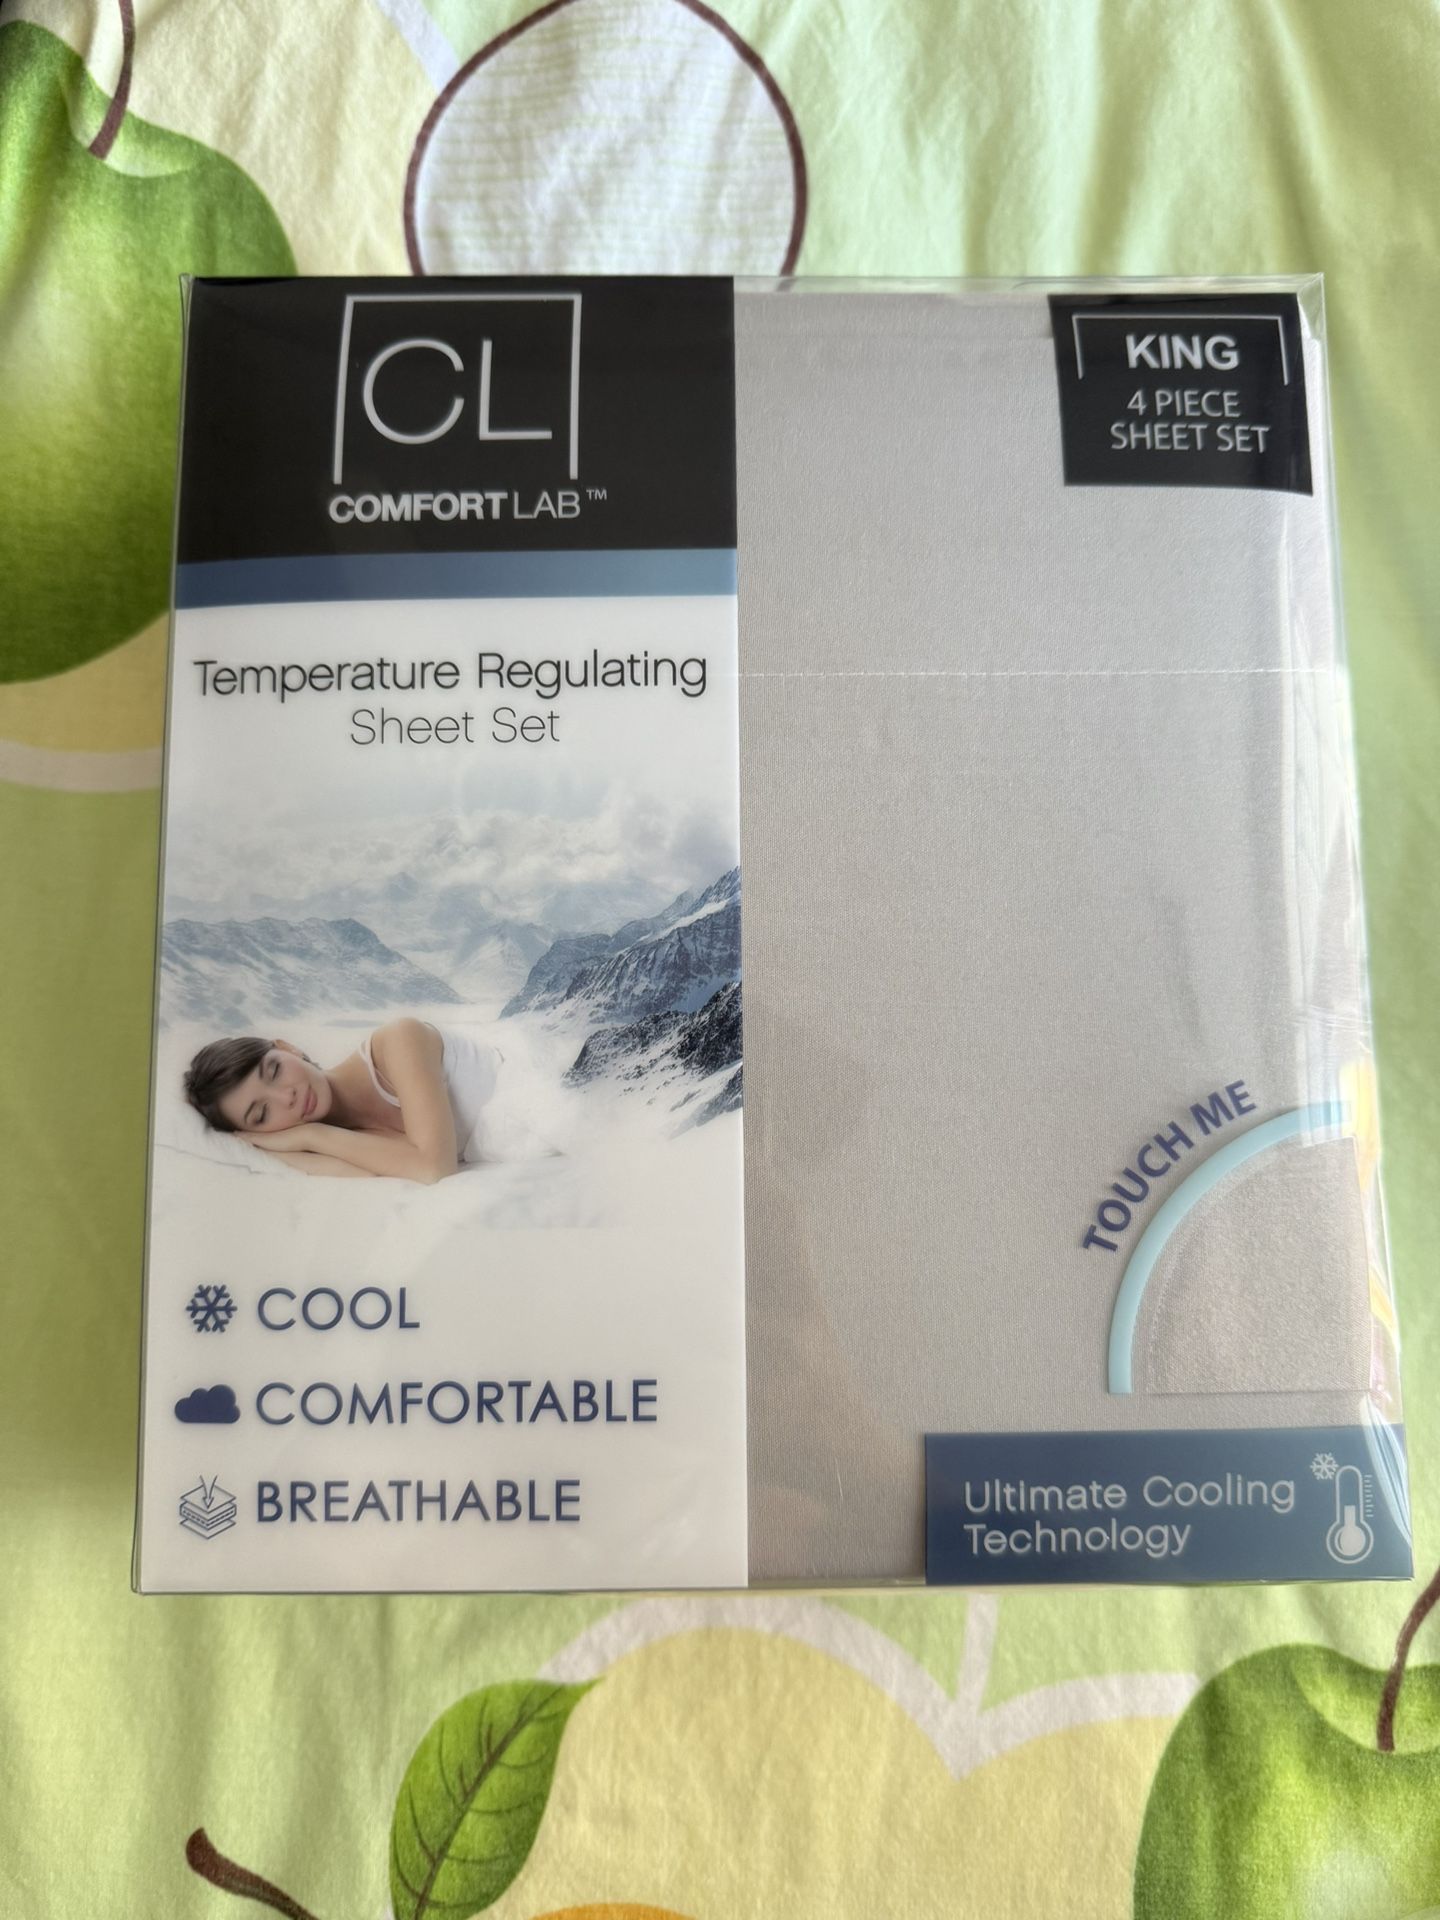 CL
COMFORT LAB™
Temperature Regulating
Sheet Set
COOL
COMFORTABLE
BREATHABLE
KING
4 PIECE
SHEET SET
TOUCH ME
Ultimate Cooling
Technology